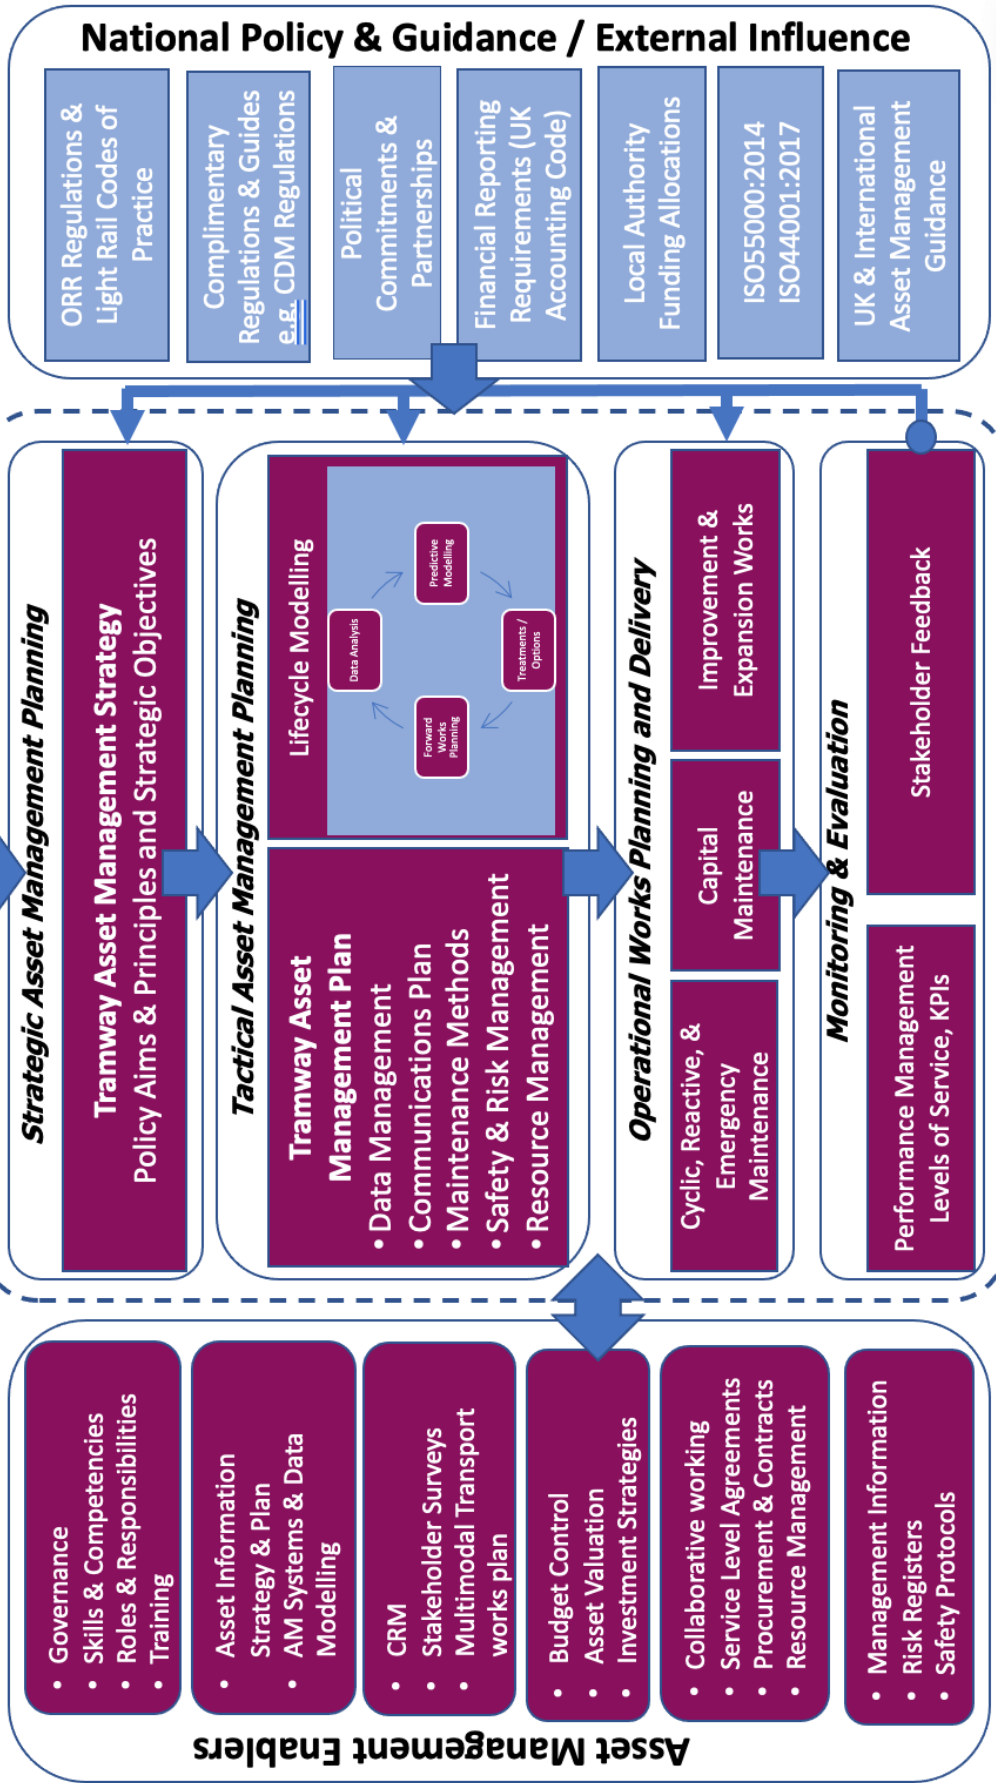 National Policy & Guidance / External Influence
ORR Regulations &
Light Rail Codes of
Practice
Complimentary
Regulations & Guides
e.g. CDM Regulations
Political
Commitments &
Partnerships
Financial Reporting
Requirements (UK
Accounting Code)
Local Authority
Funding Allocations
ISO55000:2014
ISO44001:2017
UK & International
Asset Management
Guidance
Strategic Asset Management Planning
Tramway Asset Management Strategy
Policy Aims & Principles and Strategic Objectives
Tactical Asset Management Planning
Tramway Asset
Management Plan
• Data Management
• Communications Plan
• Maintenance Methods
• Safety & Risk Management
• Resource Management
Lifecycle Modelling
Data Analysis
Predictive
Modelling
Treatments /
Options
Forward
Works
Planning
Operational Works Planning and Delivery
Cyclic, Reactive, &
Emergency
Maintenance
Capital
Maintenance
Improvement &
Expansion Works
Monitoring & Evaluation
Performance Management
Levels of Service, KPIs
Stakeholder Feedback
Asset Management Enablers
• Governance
• Skills & Competencies
• Roles & Responsibilities
• Training
• Asset Information
Strategy & Plan
• AM Systems & Data
Modelling
• CRM
• Stakeholder Surveys
• Multimodal Transport
works plan
• Budget Control
• Asset Valuation
• Investment Strategies
• Collaborative working
• Service Level Agreements
• Procurement & Contracts
• Resource Management
• Management Information
• Risk Registers
• Safety Protocols